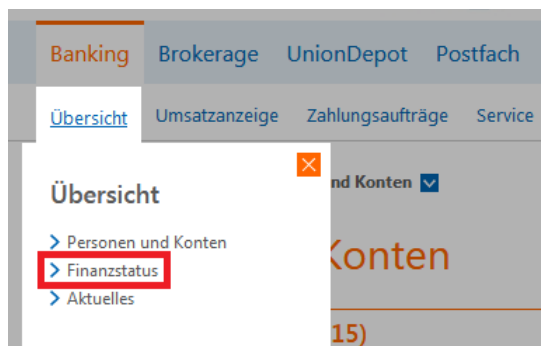 Banking Brokerage UnionDepot Postfach
Übersicht Umsatzanzeige Zahlungsaufträge Service
Übersicht
nd Konten
Personen und Konten
Konten
Finanzstatus
Aktuelles
15)